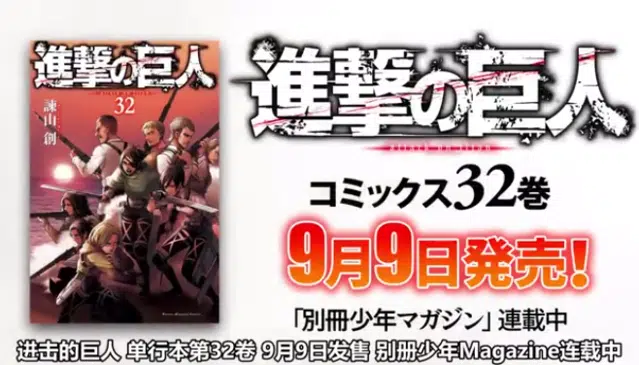 進撃の巨人
32
諫山創
進撃の巨人
ATTACK ON TITAN
コミックス32巻
9月9日発売!
「別冊少年マガジン」連載中
进击的巨人 单行本第32卷 9月9日发售 别册少年Magazine连载中